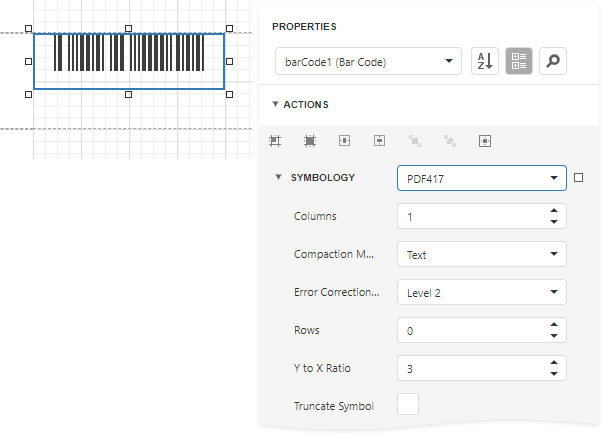 PROPERTIES
barCode1 (Bar Code)
A
Z
ACTIONS
SYMBOLOGY PDF417
Columns 1
Compaction M... Text
Error Correction... Level 2
Rows 0
Y to X Ratio 3
Truncate Symbol